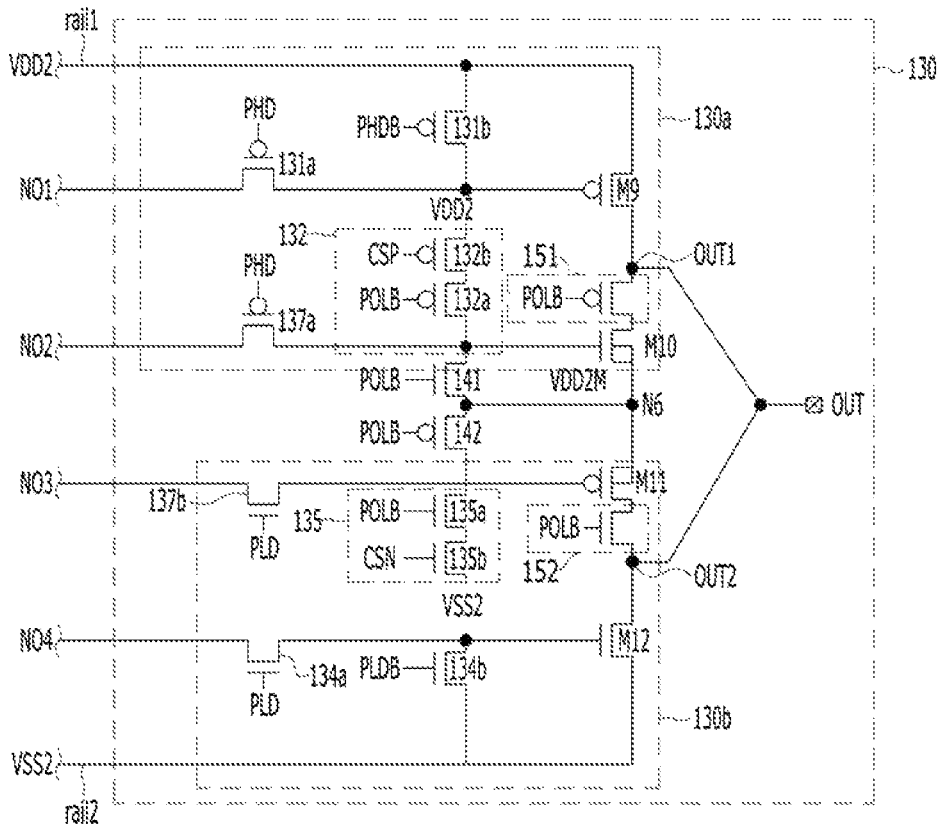 rail1
VDD2
130
PHD
PHDB
131b
130a
131a
NO1
M9
VDD2
132
CSP
132b
151
OUT1
PHD
POLB
132a
POLB
137a
NO2
M10
POLB
141
VDD2M
N6
OUT
POLB
142
NO3
M11
137b
135
POLB
135a
POLB
PLD
CSN
135b
152
OUT2
VSS2
NO4
M12
134a
PLDB
134b
PLD
130b
VSS2
rail2